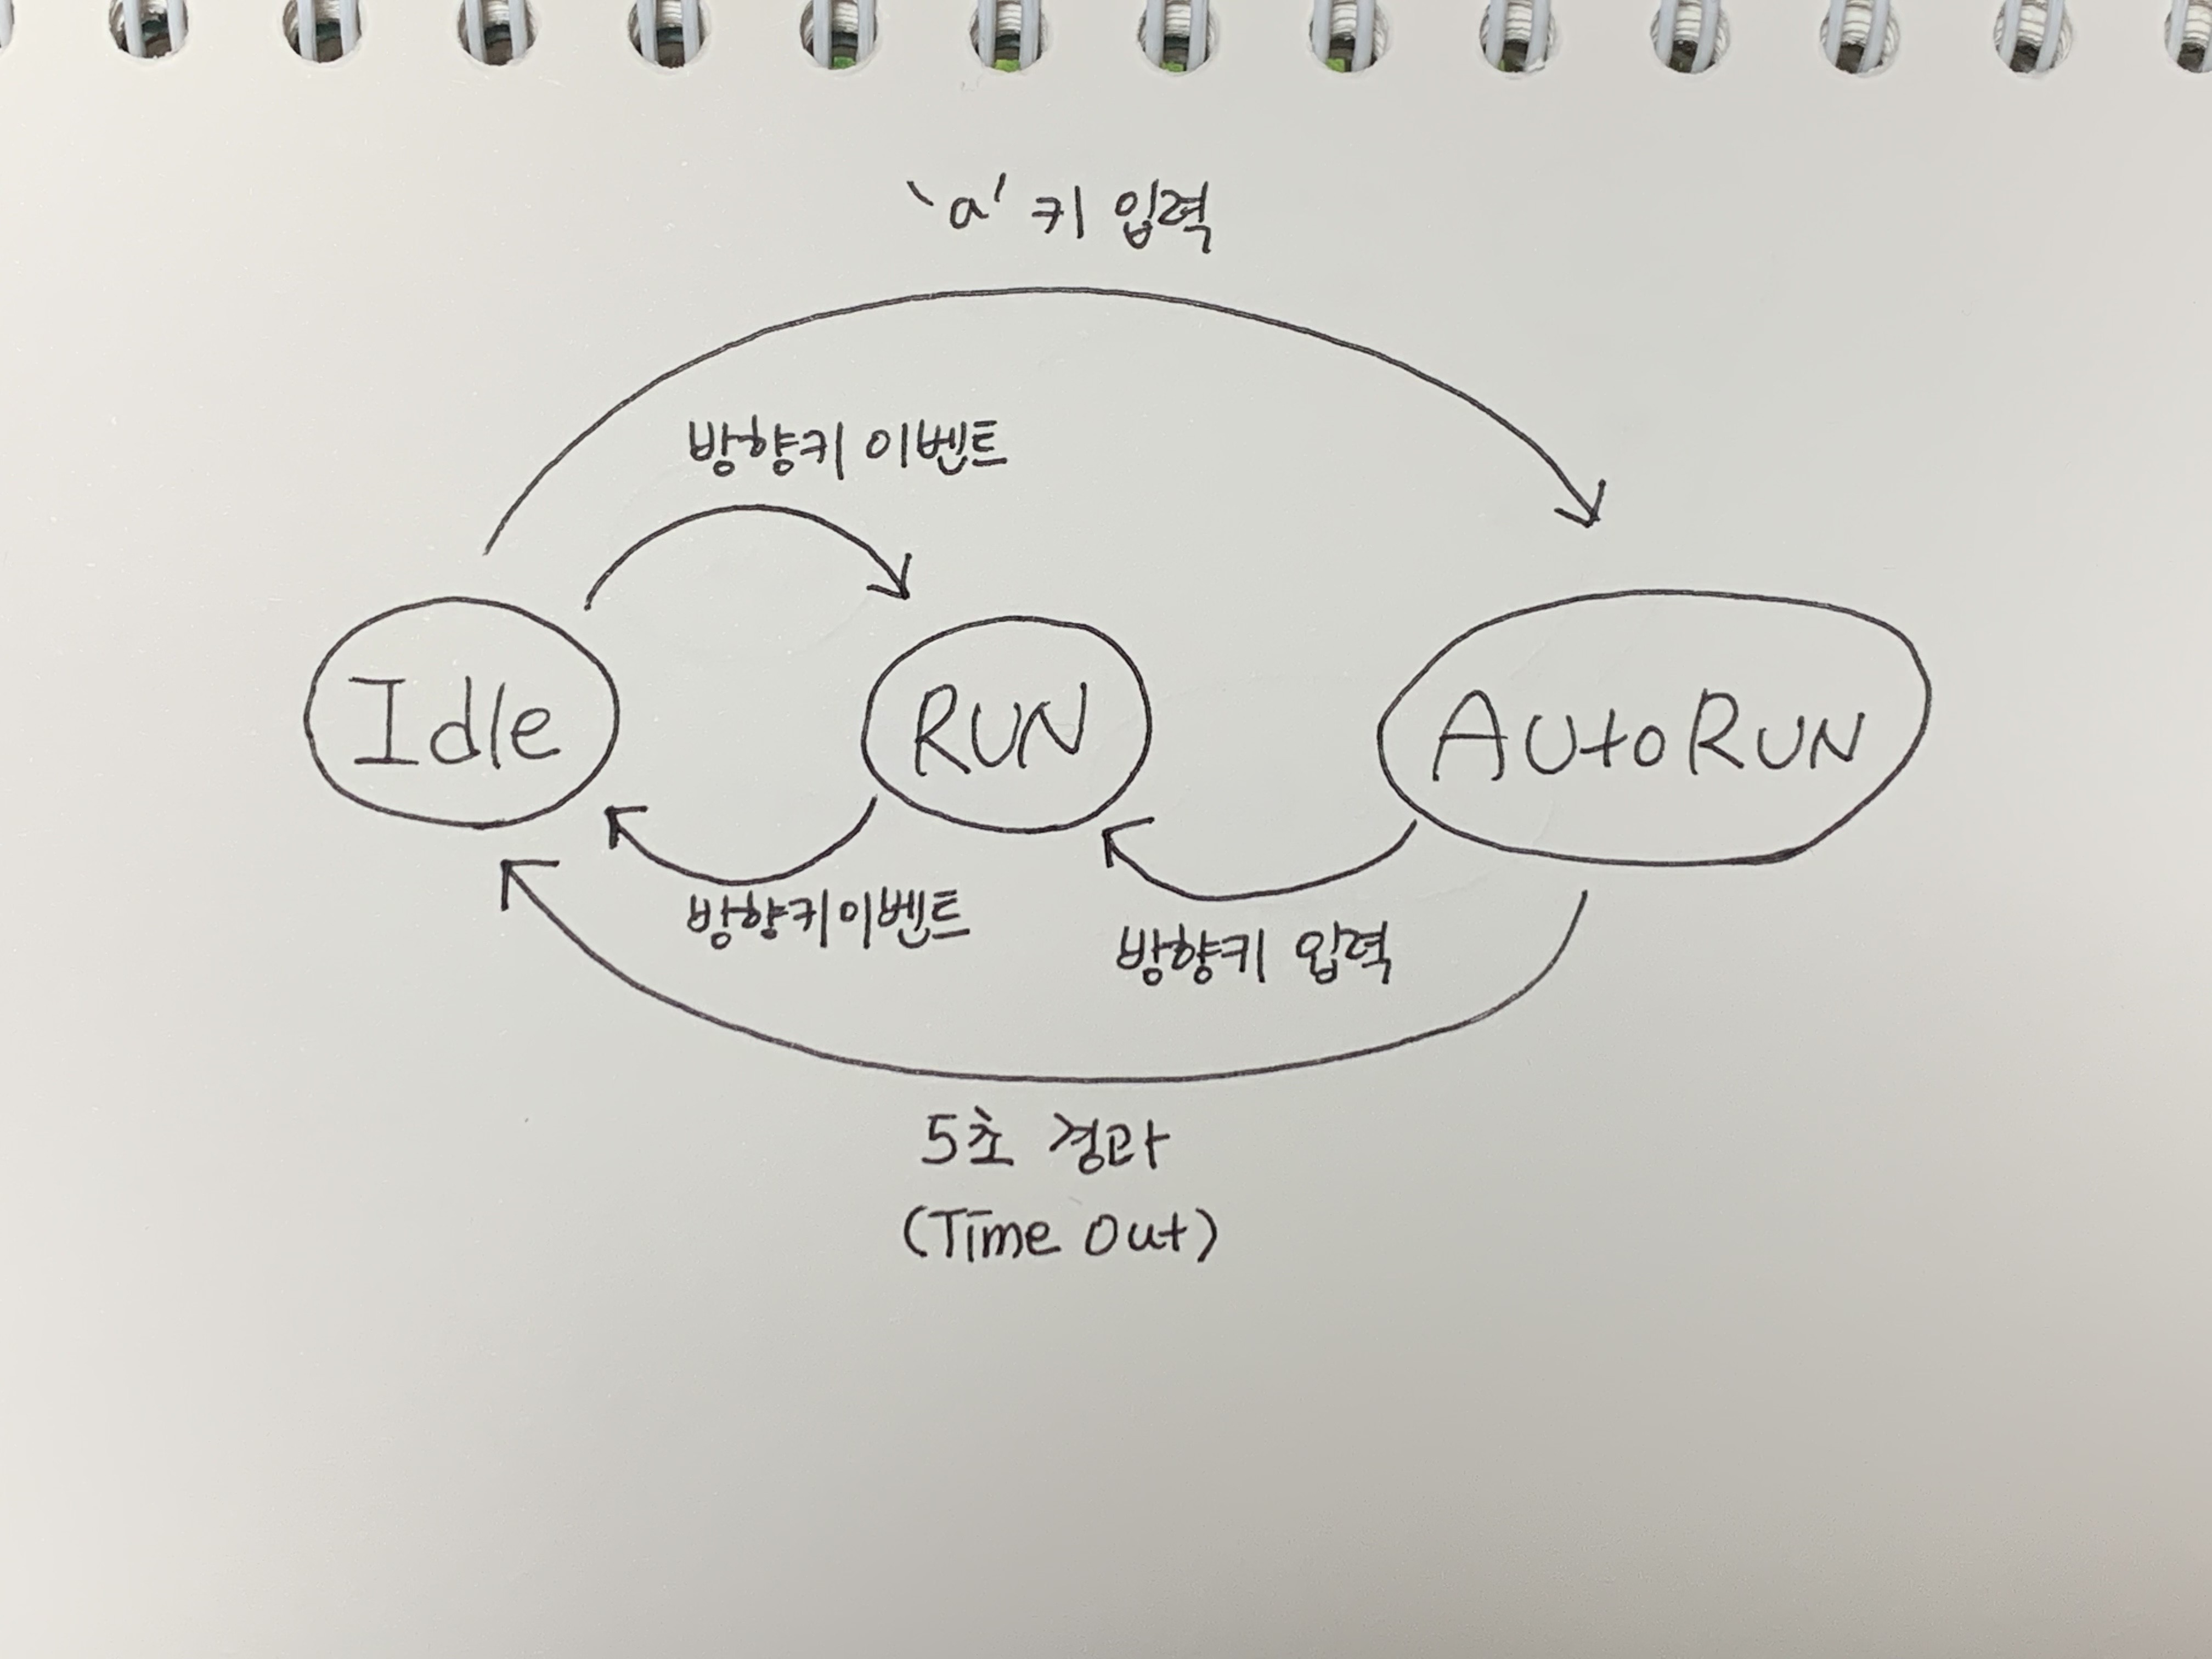 'a' 키 입력
방향키 이벤트
Idle
RUN
AutoRUN
방향키이벤트
방향키 입력
5초 경과
(Time Out)